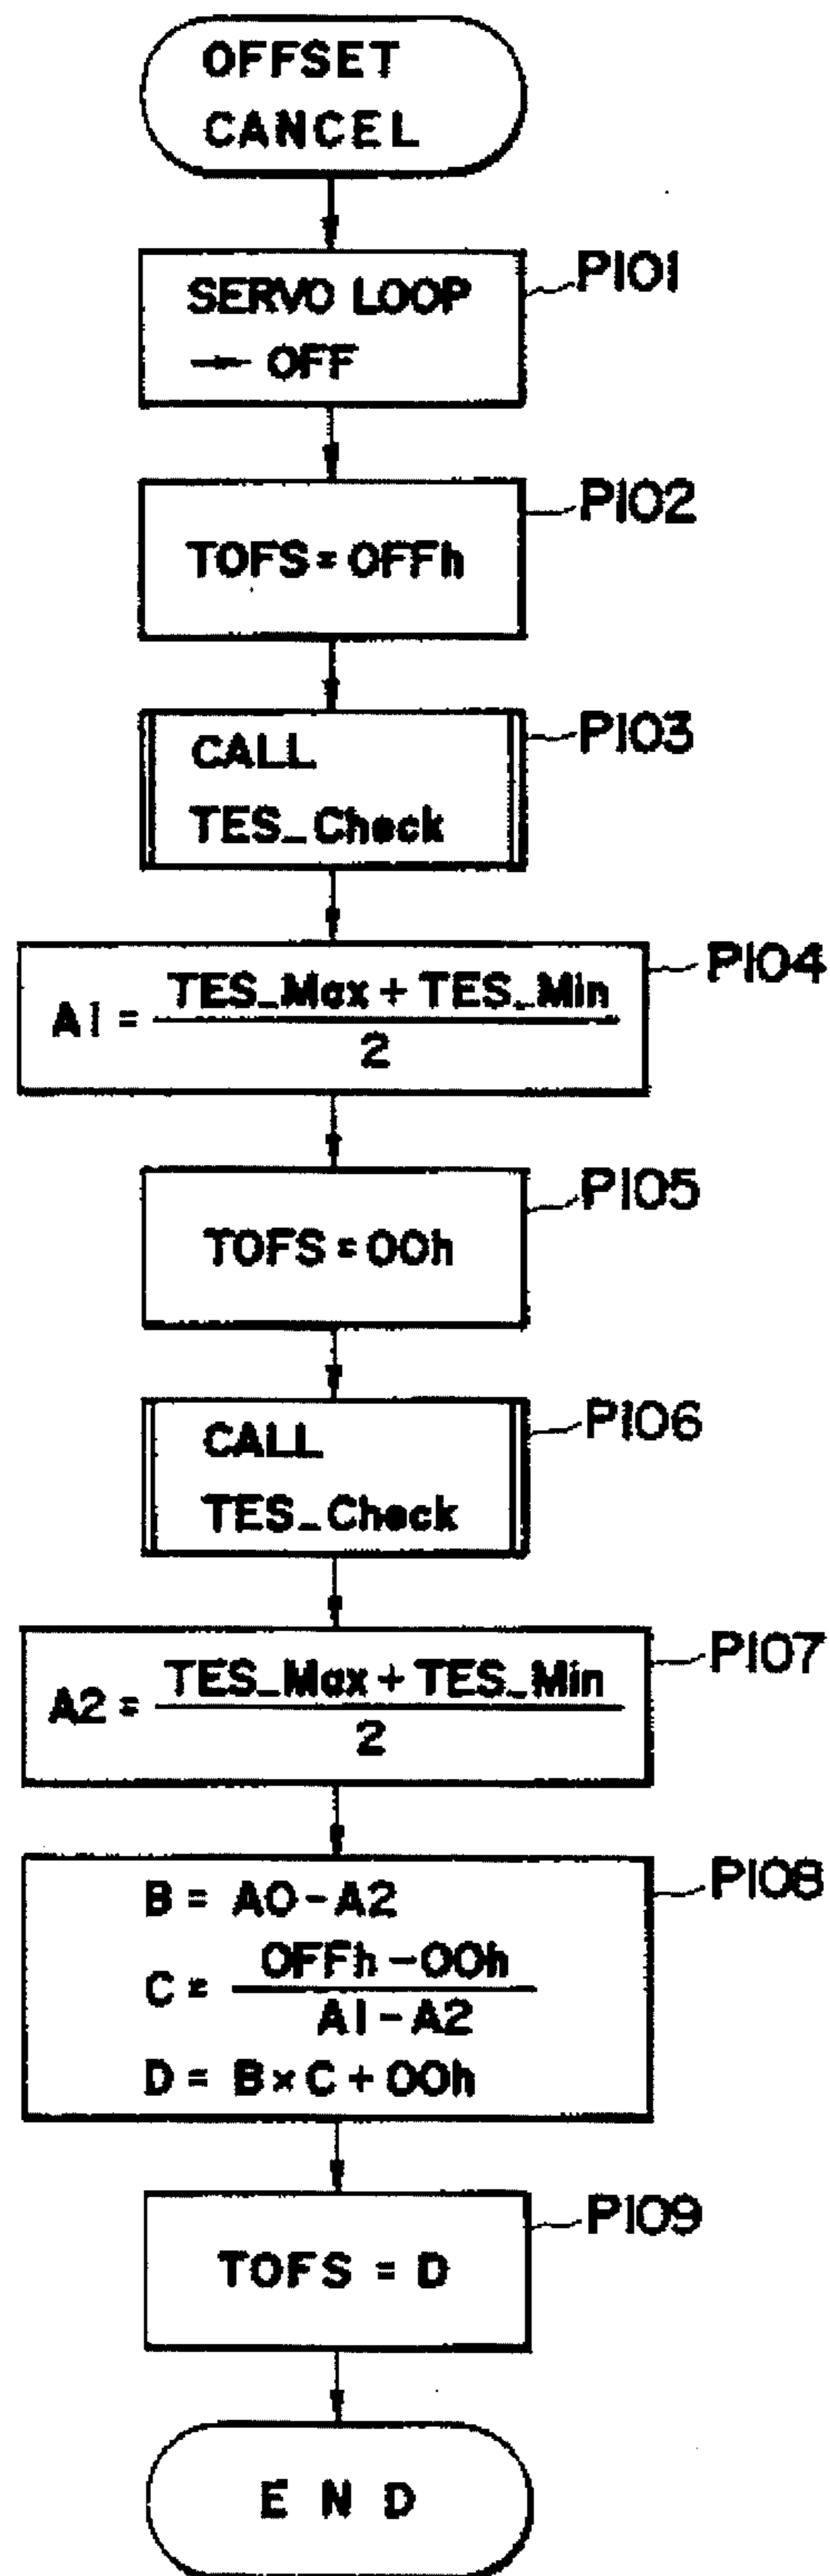 OFFSET
CANCEL
SERVO LOOP
→ OFF
P101
TOFS = OFFh
P102
CALL
TES_Check
P103
A1 = TES_Max + TES_Min
2
P104
TOFS = 00h
P105
CALL
TES_Check
P106
A2 = TES_Max + TES_Min
2
P107
B = A0 - A2
C = 0FFh - 00h
A1 - A2
D = B × C + 00h
P108
TOFS = D
P109
END